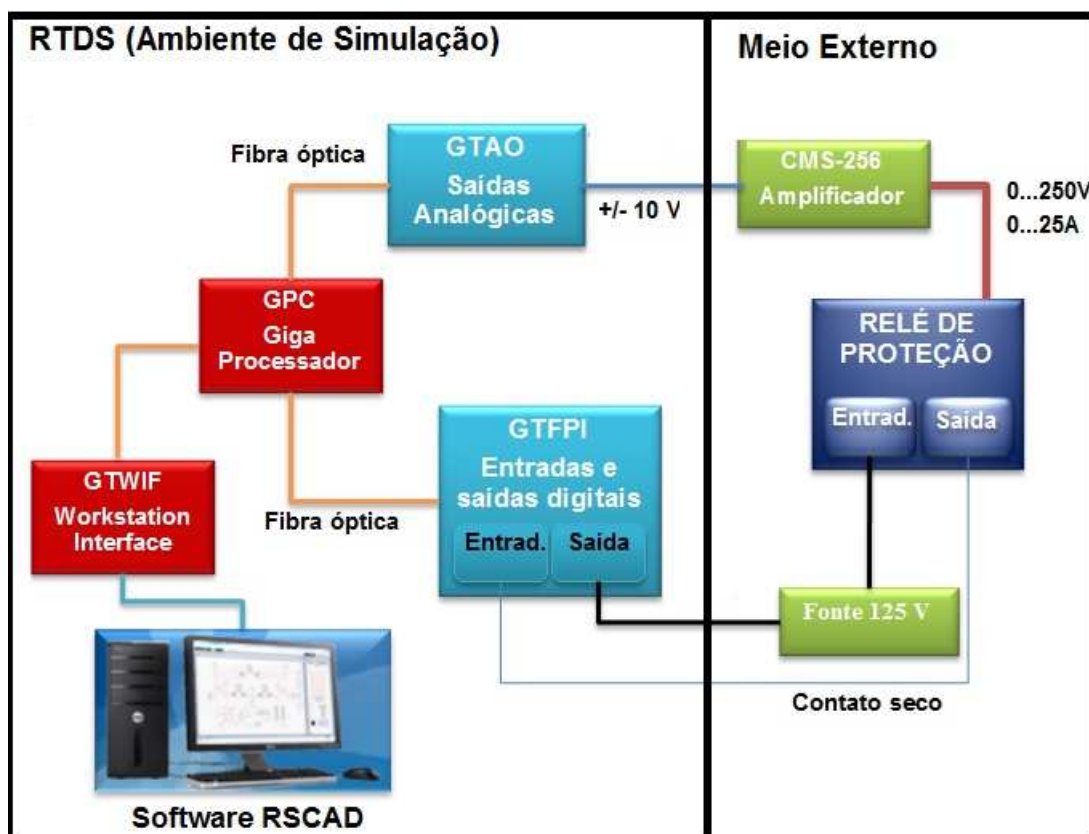 RTDS (Ambiente de Simulação)
Meio Externo
Fibra óptica
GTAO
Saídas
Analógicas
+/- 10 V
CMS-256
Amplificador
0...250V
0...25A
GPC
Giga
Processador
RELÉ DE
PROTEÇÃO
Entrad.
Saída
GTFPI
Entradas e
saídas digitais
Entrad.
Saída
GTWIF
Workstation
Interface
Fibra óptica
Fonte 125 V
Contato seco
Software RSCAD